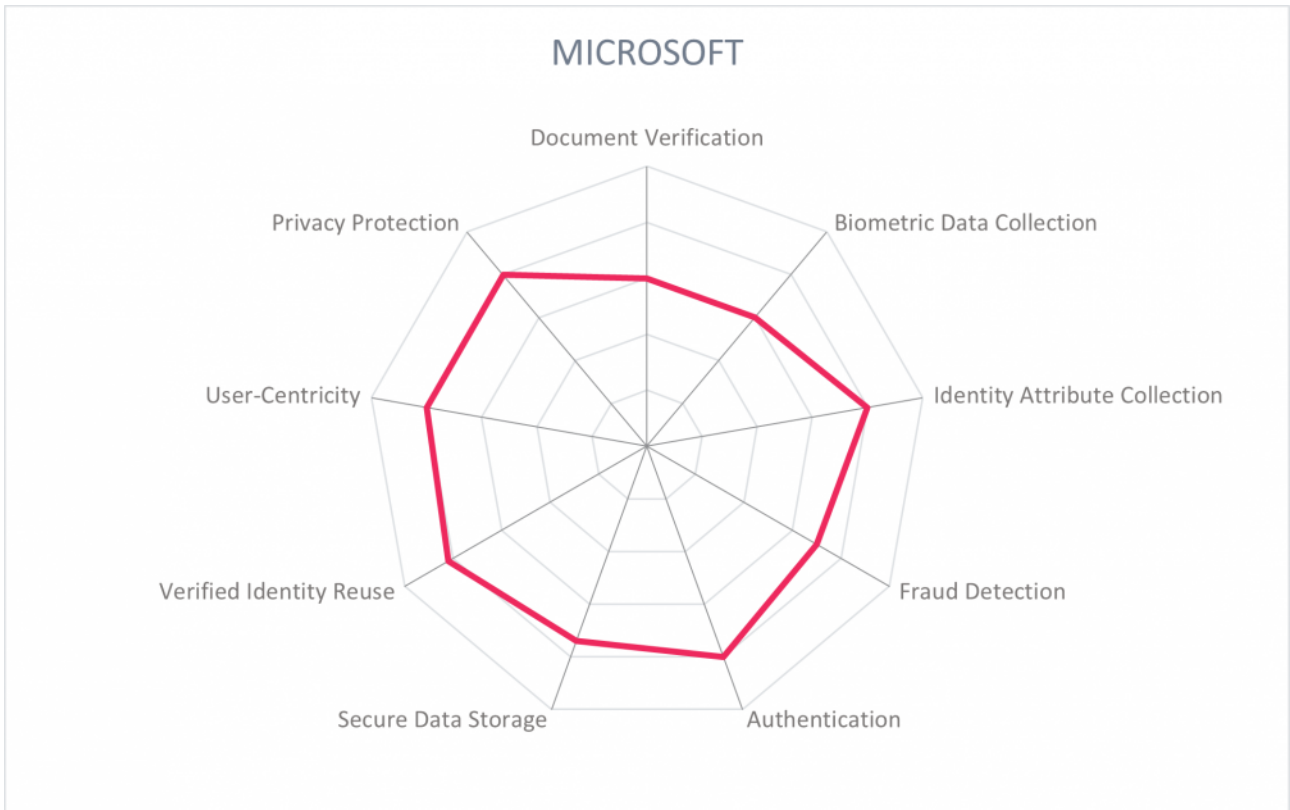 MICROSOFT
Document Verification
Privacy Protection
Biometric Data Collection
User-Centricity
Identity Attribute Collection
Verified Identity Reuse
Fraud Detection
Secure Data Storage
Authentication